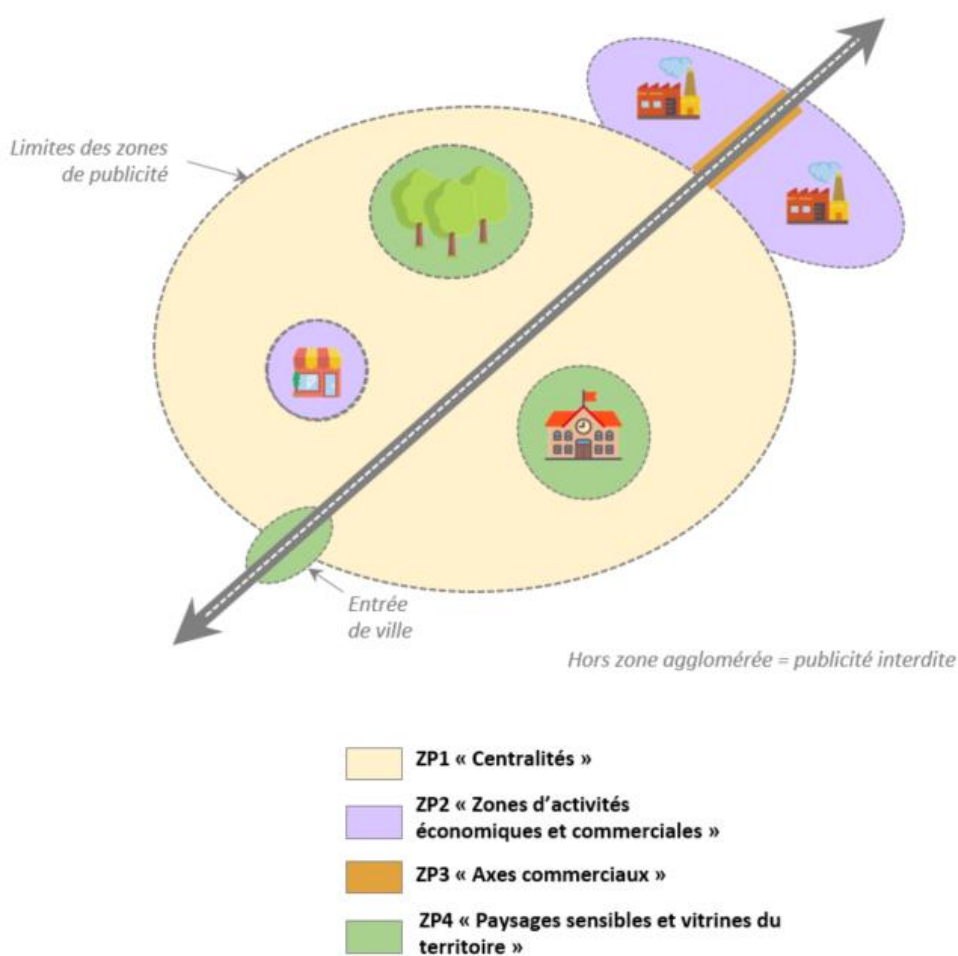 Limites des zones
de publicité
Entrée
de ville
Hors zone agglomérée = publicité interdite
ZP1 « Centralités »
ZP2 « Zones d’activités
économiques et commerciales »
ZP3 « Axes commerciaux »
ZP4 « Paysages sensibles et vitrines du
territoire »